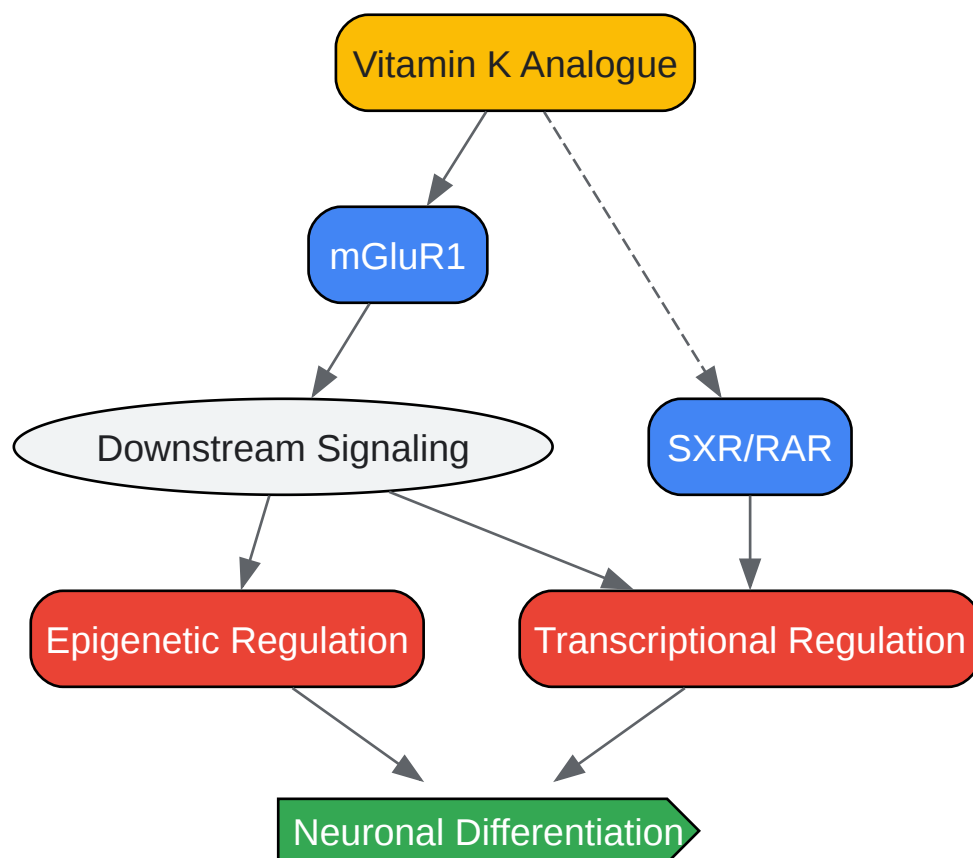 Vitamin K Analogue
mGluR1
Downstream Signaling
SXR/RAR
Epigenetic Regulation
Transcriptional Regulation
Neuronal Differentiation